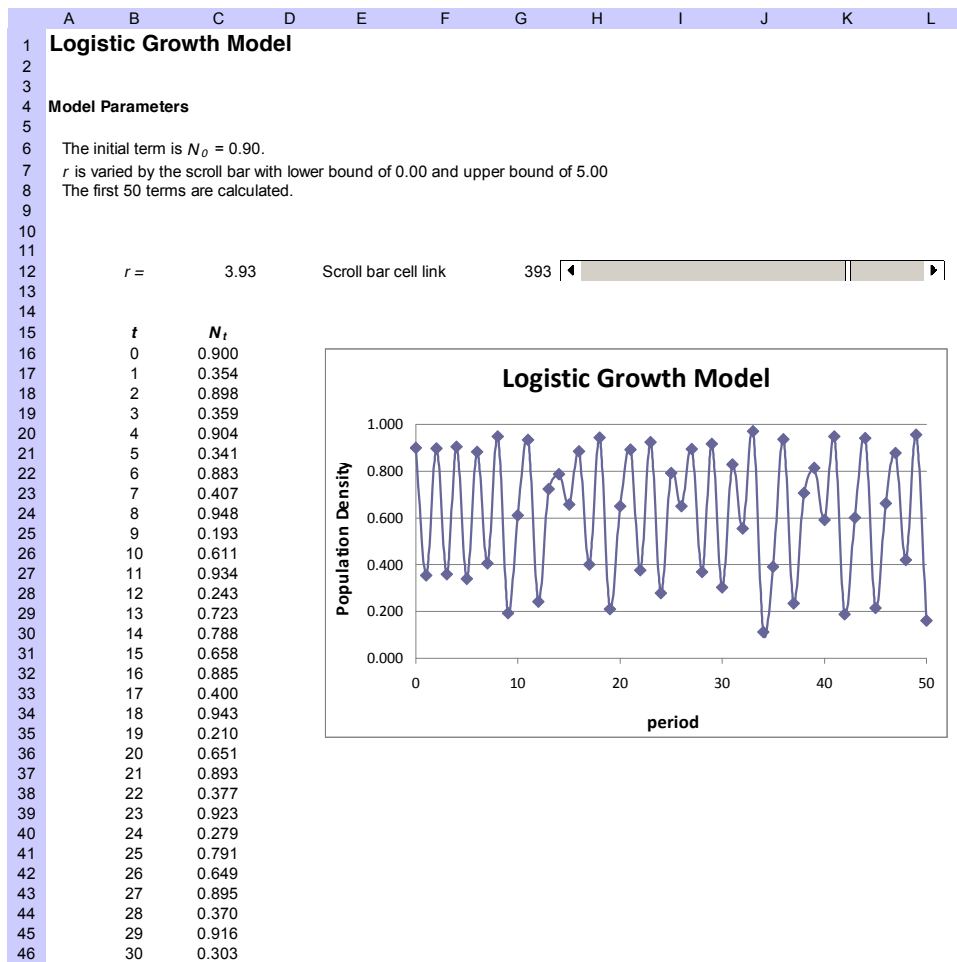 A B C D E F G H I J K L
1 Logistic Growth Model
2
3
4 Model Parameters
5
6 The initial term is N0 = 0.90.
7 r is varied by the scroll bar with lower bound of 0.00 and upper bound of 5.00
8 The first 50 terms are calculated.
9
10
11
12 r = 3.93 Scroll bar cell link 393
13
14
15 t Nt
16 0 0.900
17 1 0.354
18 2 0.898
19 3 0.359
20 4 0.904
21 5 0.341
22 6 0.883
23 7 0.407
24 8 0.948
25 9 0.193
26 10 0.611
27 11 0.934
28 12 0.243
29 13 0.723
30 14 0.788
31 15 0.658
32 16 0.885
33 17 0.400
34 18 0.943
35 19 0.210
36 20 0.651
37 21 0.893
38 22 0.377
39 23 0.923
40 24 0.279
41 25 0.791
42 26 0.649
43 27 0.895
44 28 0.370
45 29 0.916
46 30 0.303
Logistic Growth Model
Population Density
1.000
0.800
0.600
0.400
0.200
0.000
0 10 20 30 40 50
period